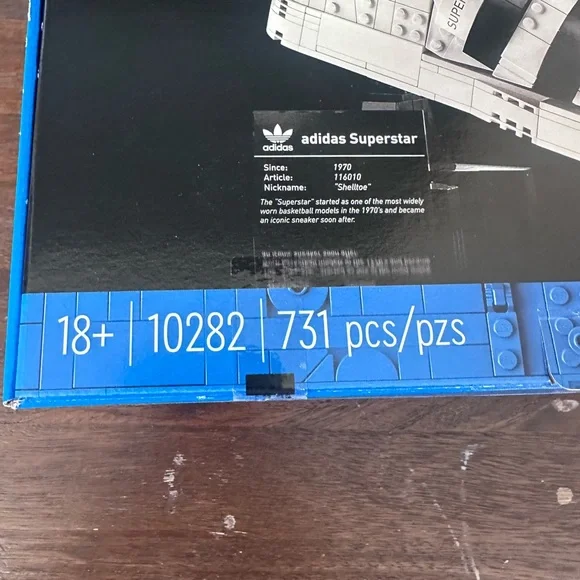 SUPER
adidas
adidas Superstar
Since: 1970
Article: 116010
Nickname: "Shelltoe"
The "Superstar" started as one of the most widely
worn basketball models in the 1970's and became
an iconic sneaker soon after.
18+ | 10282 | 731 pcs/pzs